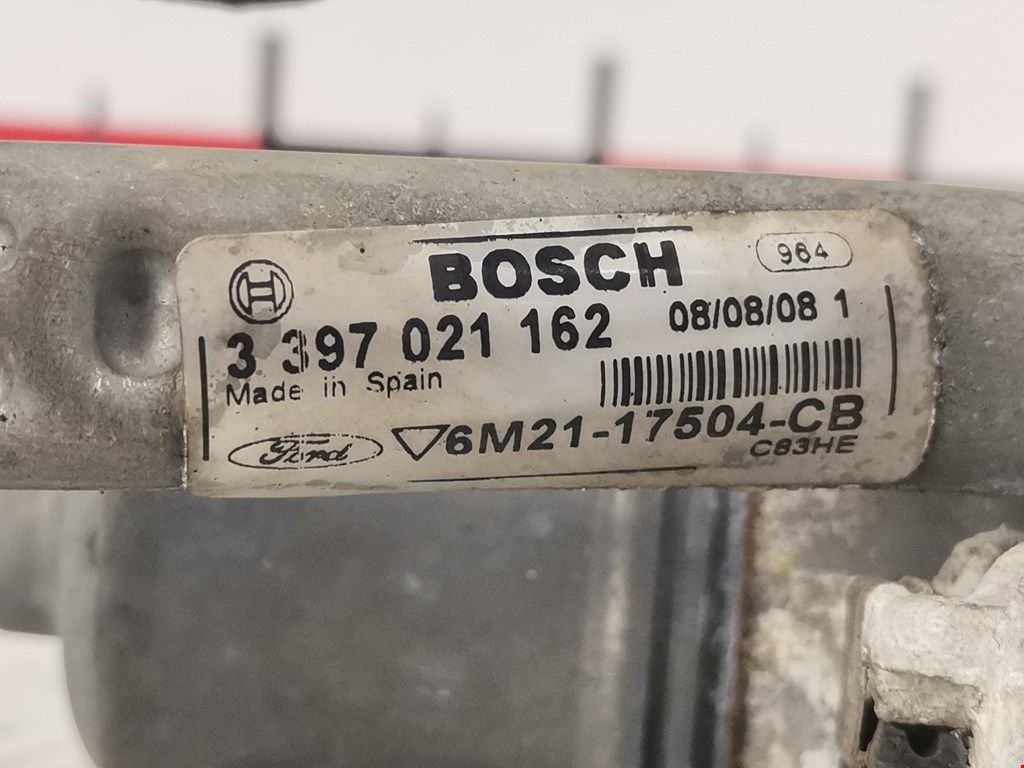 BOSCH
964
3 397 021 162
08/08/08 1
Made in Spain
Ford
6M21-17504-CB
C83HE